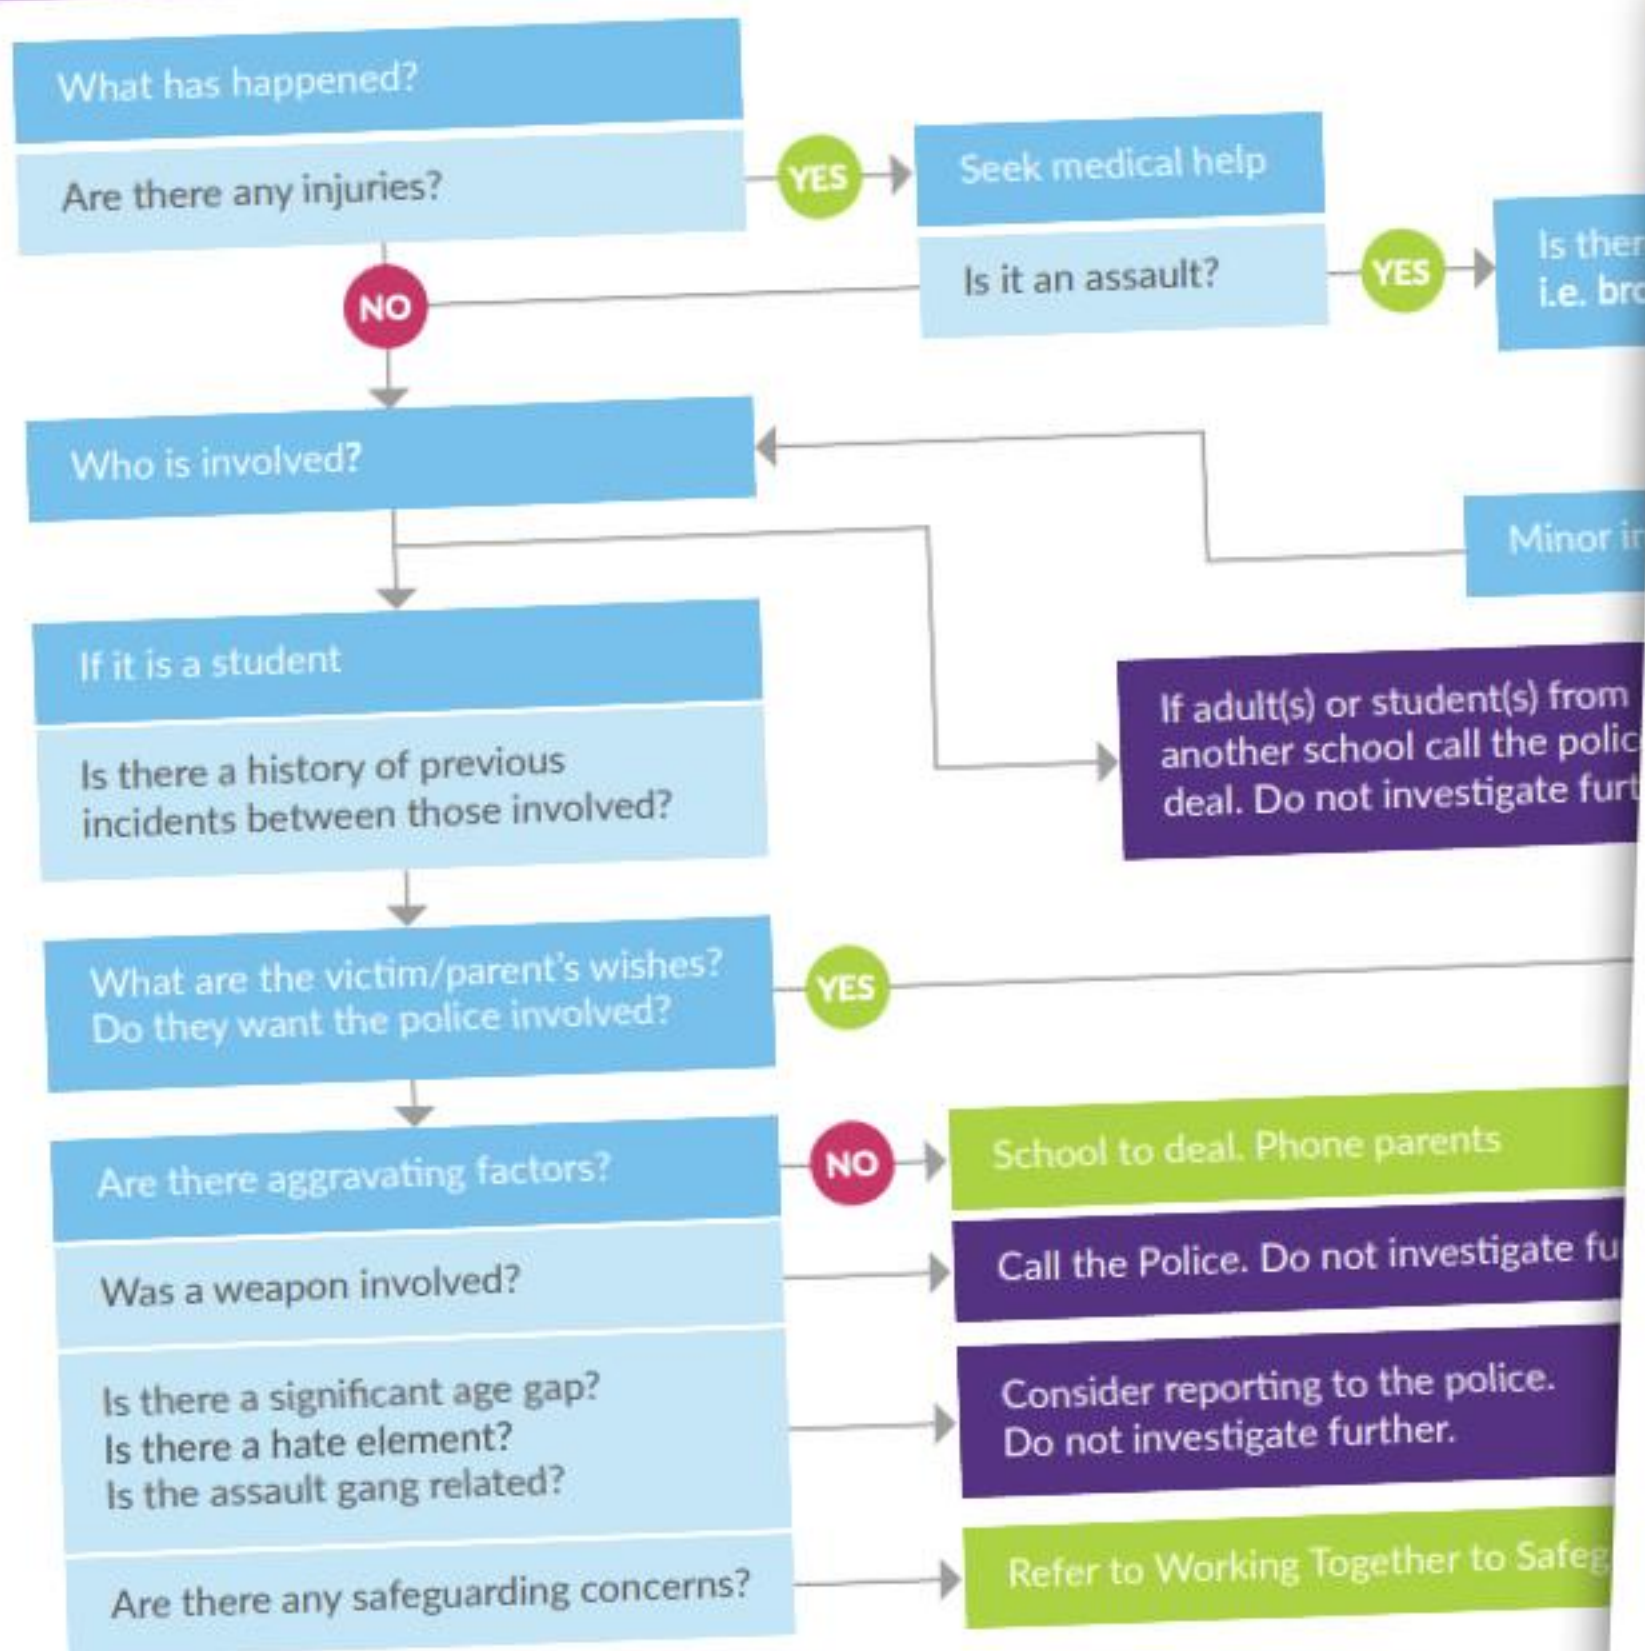 What has happened?
Are there any injuries?
YES
Seek medical help
Is it an assault?
YES
i.e.
NO
Who is involved?
Minor
If it is a student
Is there a history of previous
incidents between those involved?
If adult(s) or student(s) from
another school call the
deal. Do not investigate
What are the victim/parent's wishes?
Do they want the police involved?
YES
Are there aggravating factors?
NO
School to deal. Phone parents
Was a weapon involved?
Call the Police. Do not investigate
Is there a significant age gap?
Is there a hate element?
Is the assault gang related?
Consider reporting to the police.
Do not investigate further.
Are there any safeguarding concerns?
Refer to Working Together to